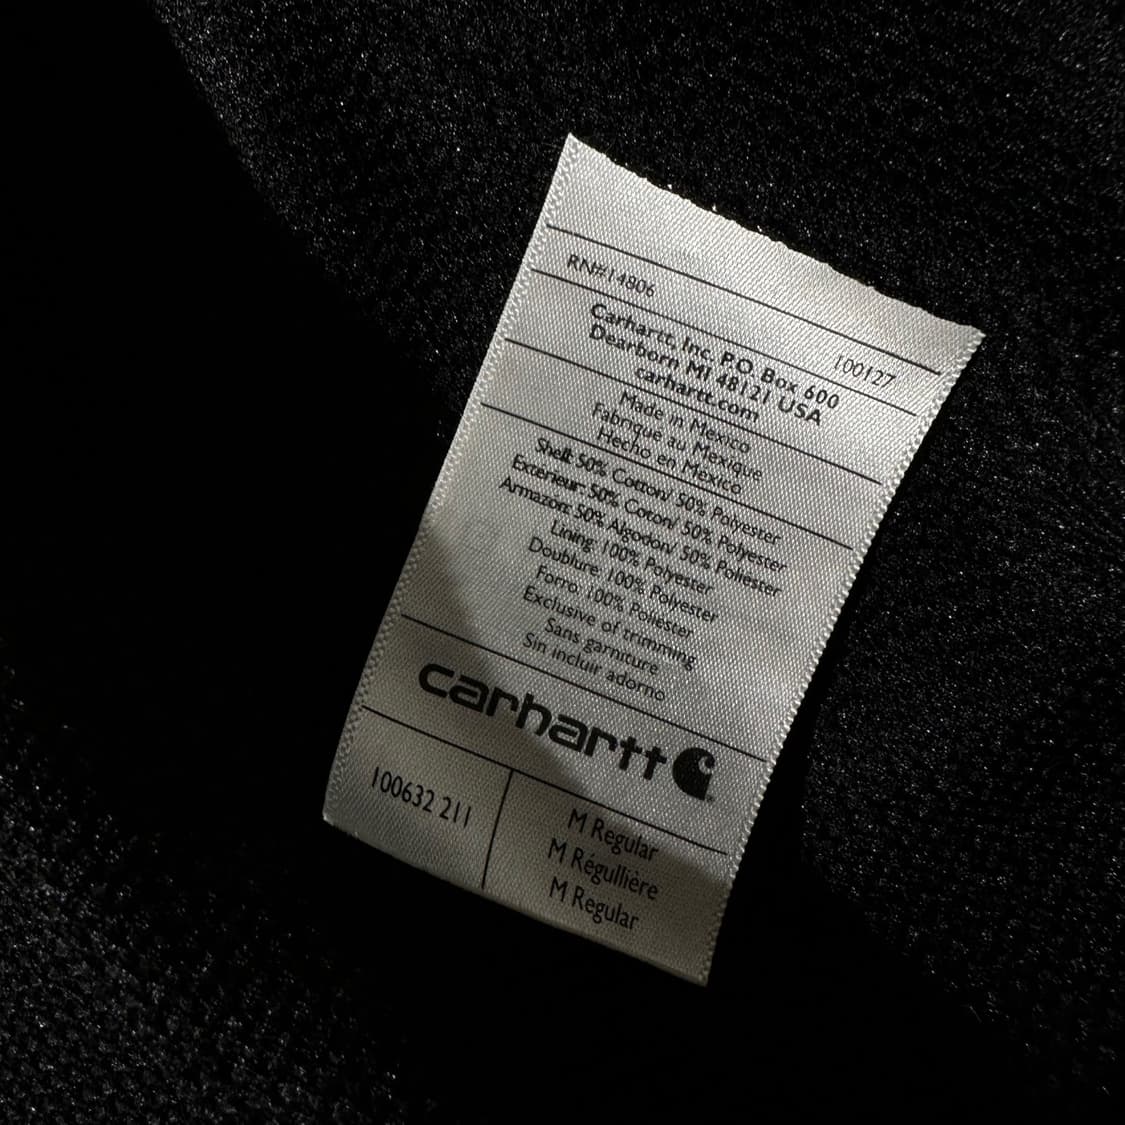 RN#14806 100127
Carhartt, Inc. P.O. Box 600
Dearborn MI 48121 USA
carhartt.com
Made in Mexico
Fabriqué au Mexique
Hecho en México
Shell: 50% Cotton/ 50% Polyester
Exterieur: 50% Coton/ 50% Polyester
Armazon: 50% Algodon/ 50% Poliester
Lining: 100% Polyester
Doublure: 100% Polyester
Forro: 100% Poliester
Exclusive of trimming
Sans garniture
Sin incluir adorno
carhartt
100632 211
M Regular
M Régullière
M Regular